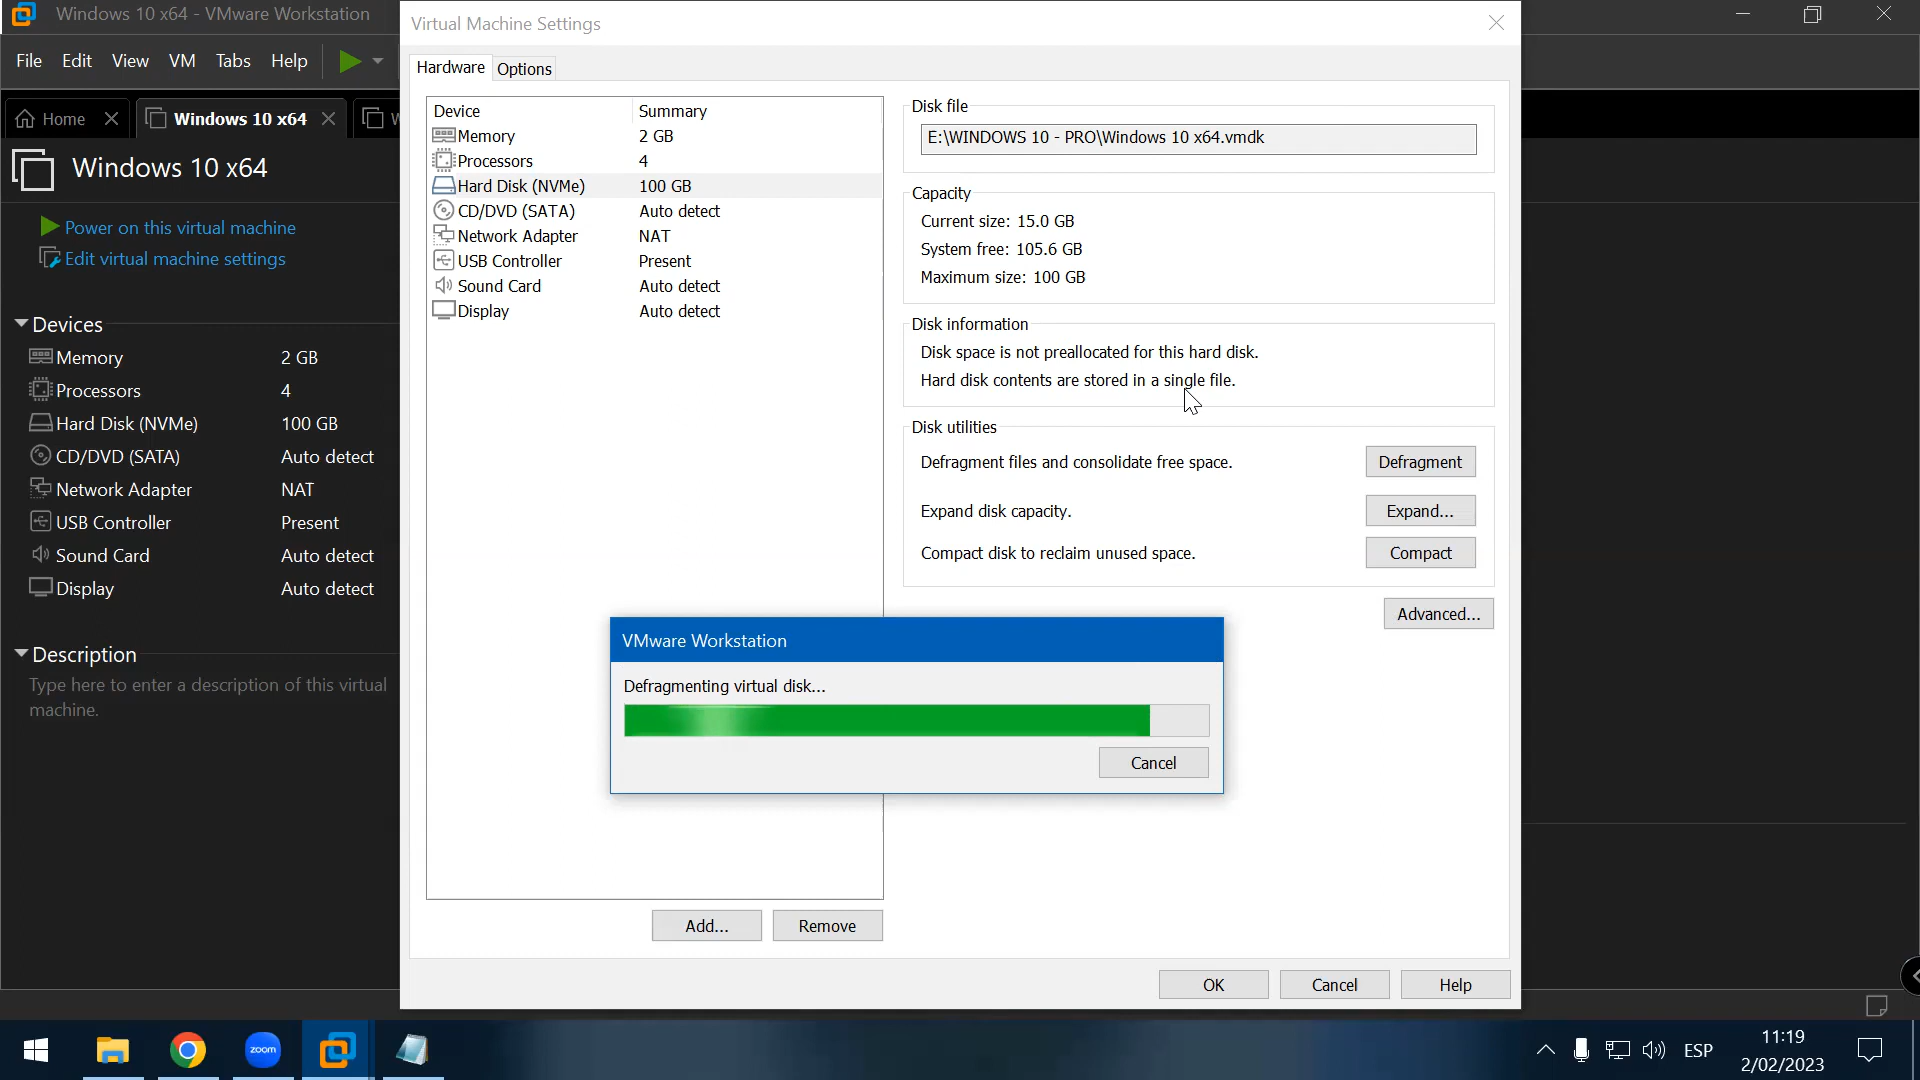 Windows 10 x64 - VMware Workstation
File Edit View VM Tabs Help
Home
Windows 10 x64
Windows 10 x64
Power on this virtual machine
Edit virtual machine settings
Devices
Memory 2 GB
Processors 4
Hard Disk (NVMe) 100 GB
CD/DVD (SATA) Auto detect
Network Adapter NAT
USB Controller Present
Sound Card Auto detect
Display Auto detect
Description
Type here to enter a description of this virtual
machine.
Virtual Machine Settings
Hardware Options
Device Summary
Memory 2 GB
Processors 4
Hard Disk (NVMe) 100 GB
CD/DVD (SATA) Auto detect
Network Adapter NAT
USB Controller Present
Sound Card Auto detect
Display Auto detect
Add... Remove
Disk file
E:\WINDOWS 10 - PRO\Windows 10 x64.vmdk
Capacity
Current size: 15.0 GB
System free: 105.6 GB
Maximum size: 100 GB
Disk information
Disk space is not preallocated for this hard disk.
Hard disk contents are stored in a single file.
Disk utilities
Defragment files and consolidate free space. Defragment
Expand disk capacity. Expand...
Compact disk to reclaim unused space. Compact
Advanced...
VMware Workstation
Defragmenting virtual disk...
Cancel
OK Cancel Help
zoom
ESP
11:19
2/02/2023